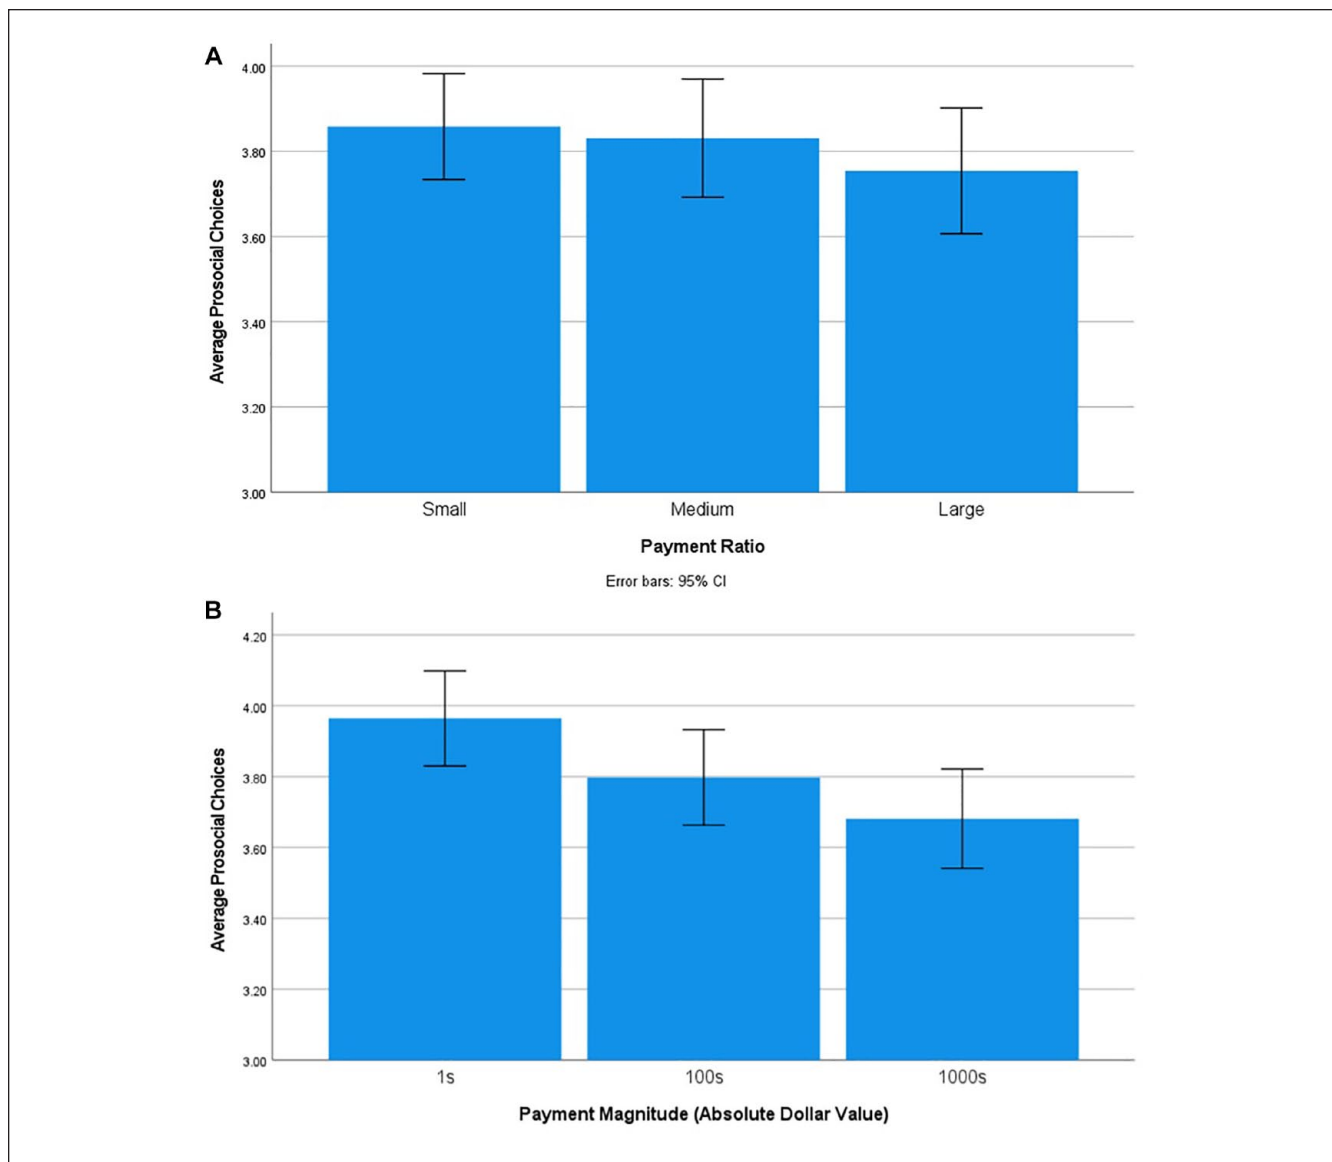 A
4.00
3.80
3.60
3.40
3.20
3.00
Average Prosocial Choices
Small Medium Large
Payment Ratio
Error bars: 95% CI
B
4.20
4.00
3.80
3.60
3.40
3.20
3.00
Average Prosocial Choices
1s 100s 1000s
Payment Magnitude (Absolute Dollar Value)